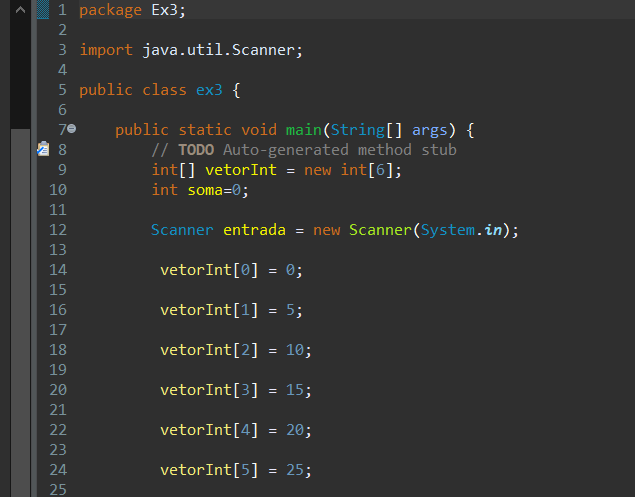 1 package Ex3;
2
3 import java.util.Scanner;
4
5 public class ex3 {
6
7 public static void main(String[] args) {
8 // TODO Auto-generated method stub
9 int[] vetorInt = new int[6];
10 int soma=0;
11
12 Scanner entrada = new Scanner(System.in);
13
14 vetorInt[0] = 0;
15
16 vetorInt[1] = 5;
17
18 vetorInt[2] = 10;
19
20 vetorInt[3] = 15;
21
22 vetorInt[4] = 20;
23
24 vetorInt[5] = 25;
25